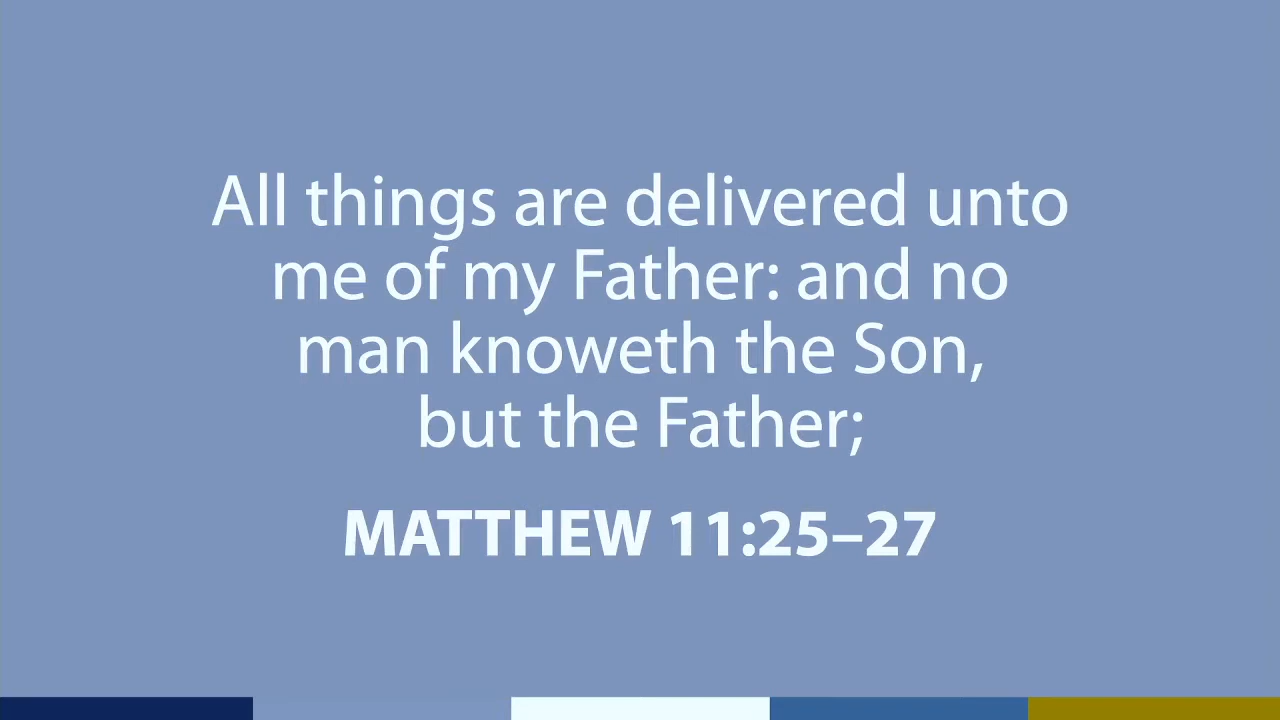 All things are delivered unto
me of my Father: and no
man knoweth the Son,
but the Father;
MATTHEW 11:25–27